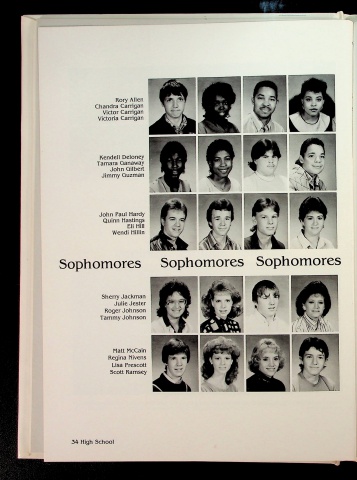 Rory Allen
Chandra Carrigan
Victor Carrigan
Victoria Carrigan
Kendell Deloney
Tamara Ganaway
John Gilbert
Jimmy Guzman
John Paul Hardy
Quinn Hastings
Eli Hill
Wendi Hillin
Sophomores Sophomores Sophomores
Sherry Jackman
Julie Jester
Roger Johnson
Tammy Johnson
Matt McCain
Regina Nivens
Lisa Prescott
Scott Ramsey
34 High School